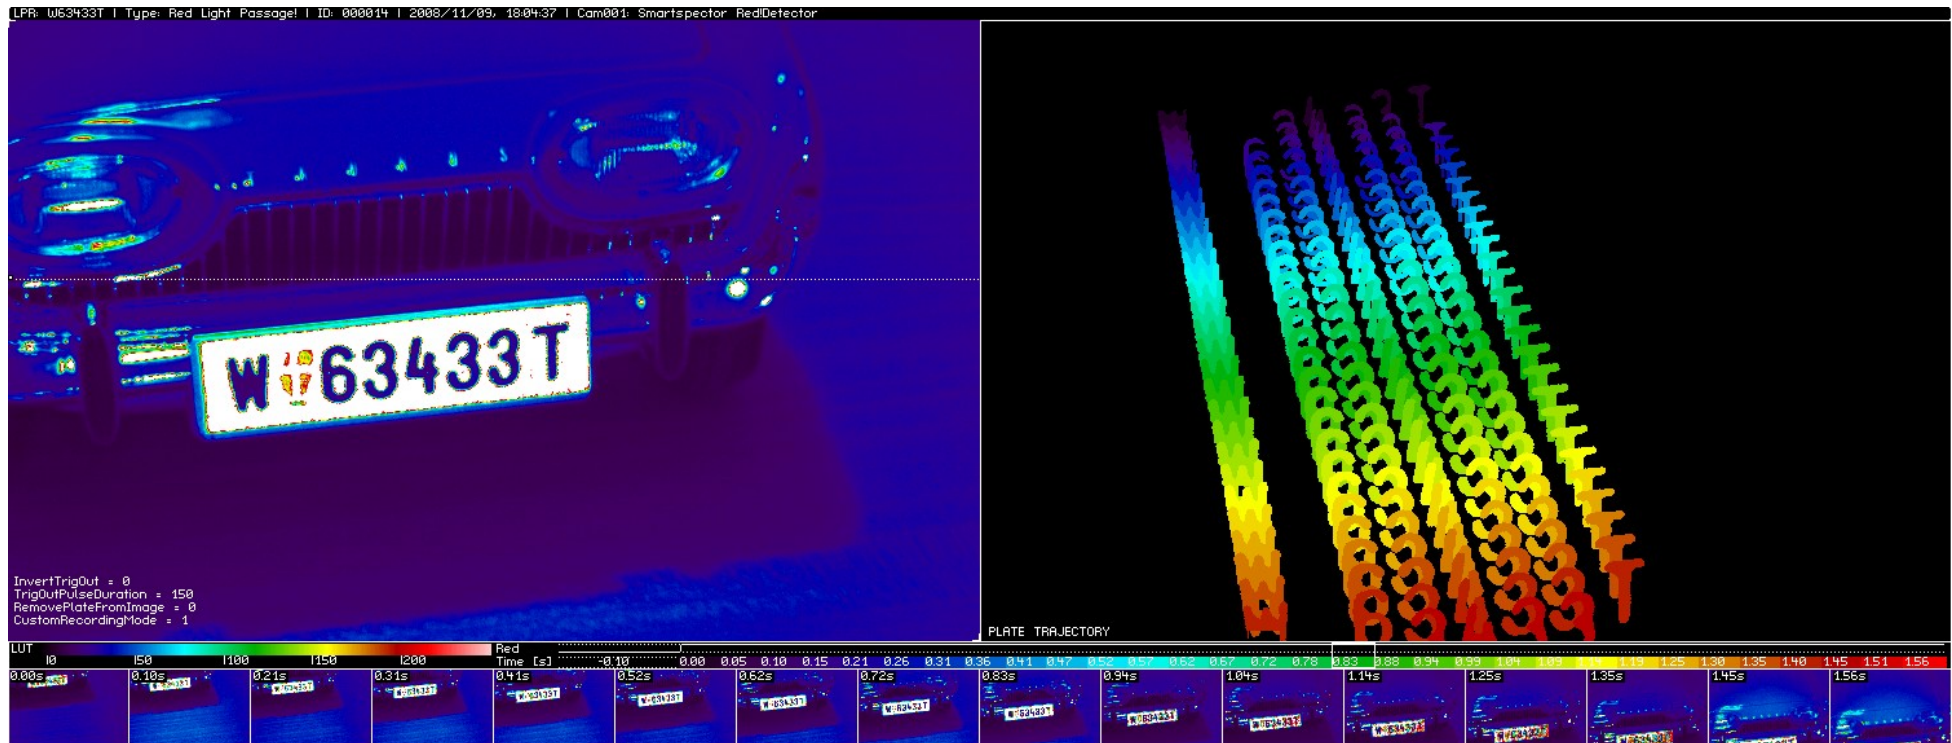 LPR: W63433T | Type: Red Light Passage! | ID: 000014 | 2008/11/09, 18:04:37 | Cam001: Smartspector Red!Detector
W 63433T
InvertTrigOut = 0
TrigOutPulseDuration = 150
RemovePlateFromImage = 0
CustomRecordingMode = 1
PLATE TRAJECTORY
LUT
|0 |50 |100 |150 |200
Red
Time [s] -0.10 0.00 0.05 0.10 0.15 0.21 0.26 0.31 0.36 0.41 0.47 0.52 0.57 0.62 0.67 0.72 0.78 0.83 0.88 0.94 0.99 1.04 1.09 1.14 1.19 1.25 1.30 1.35 1.40 1.45 1.51 1.56
0.00s 0.10s 0.21s 0.31s 0.41s 0.52s 0.62s 0.72s 0.83s 0.94s 1.04s 1.14s 1.25s 1.35s 1.45s 1.56s